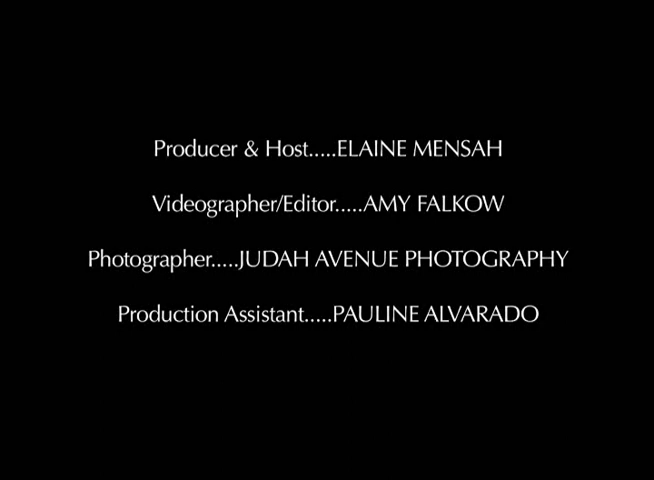 Producer & Host.....ELAINE MENSAH
Videographer/Editor.....AMY FALKOW
Photographer.....JUDAH AVENUE PHOTOGRAPHY
Production Assistant.....PAULINE ALVARADO